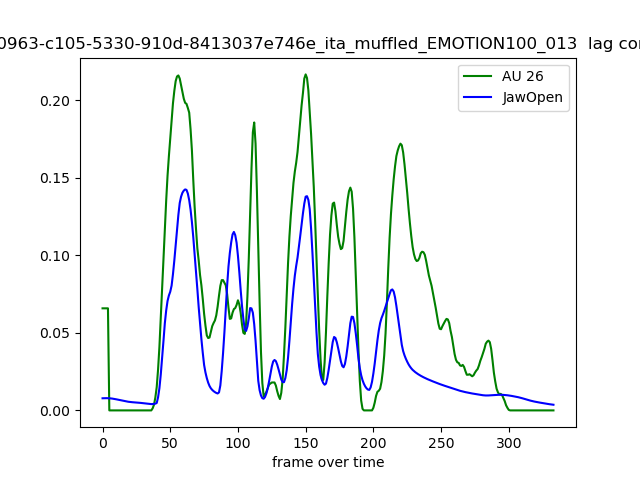 0963-c105-5330-910d-8413037e746e_ita_muffled_EMOTION100_013 lag cor
AU 26
JawOpen
0.20
0.15
0.10
0.05
0.00
0 50 100 150 200 250 300
frame over time